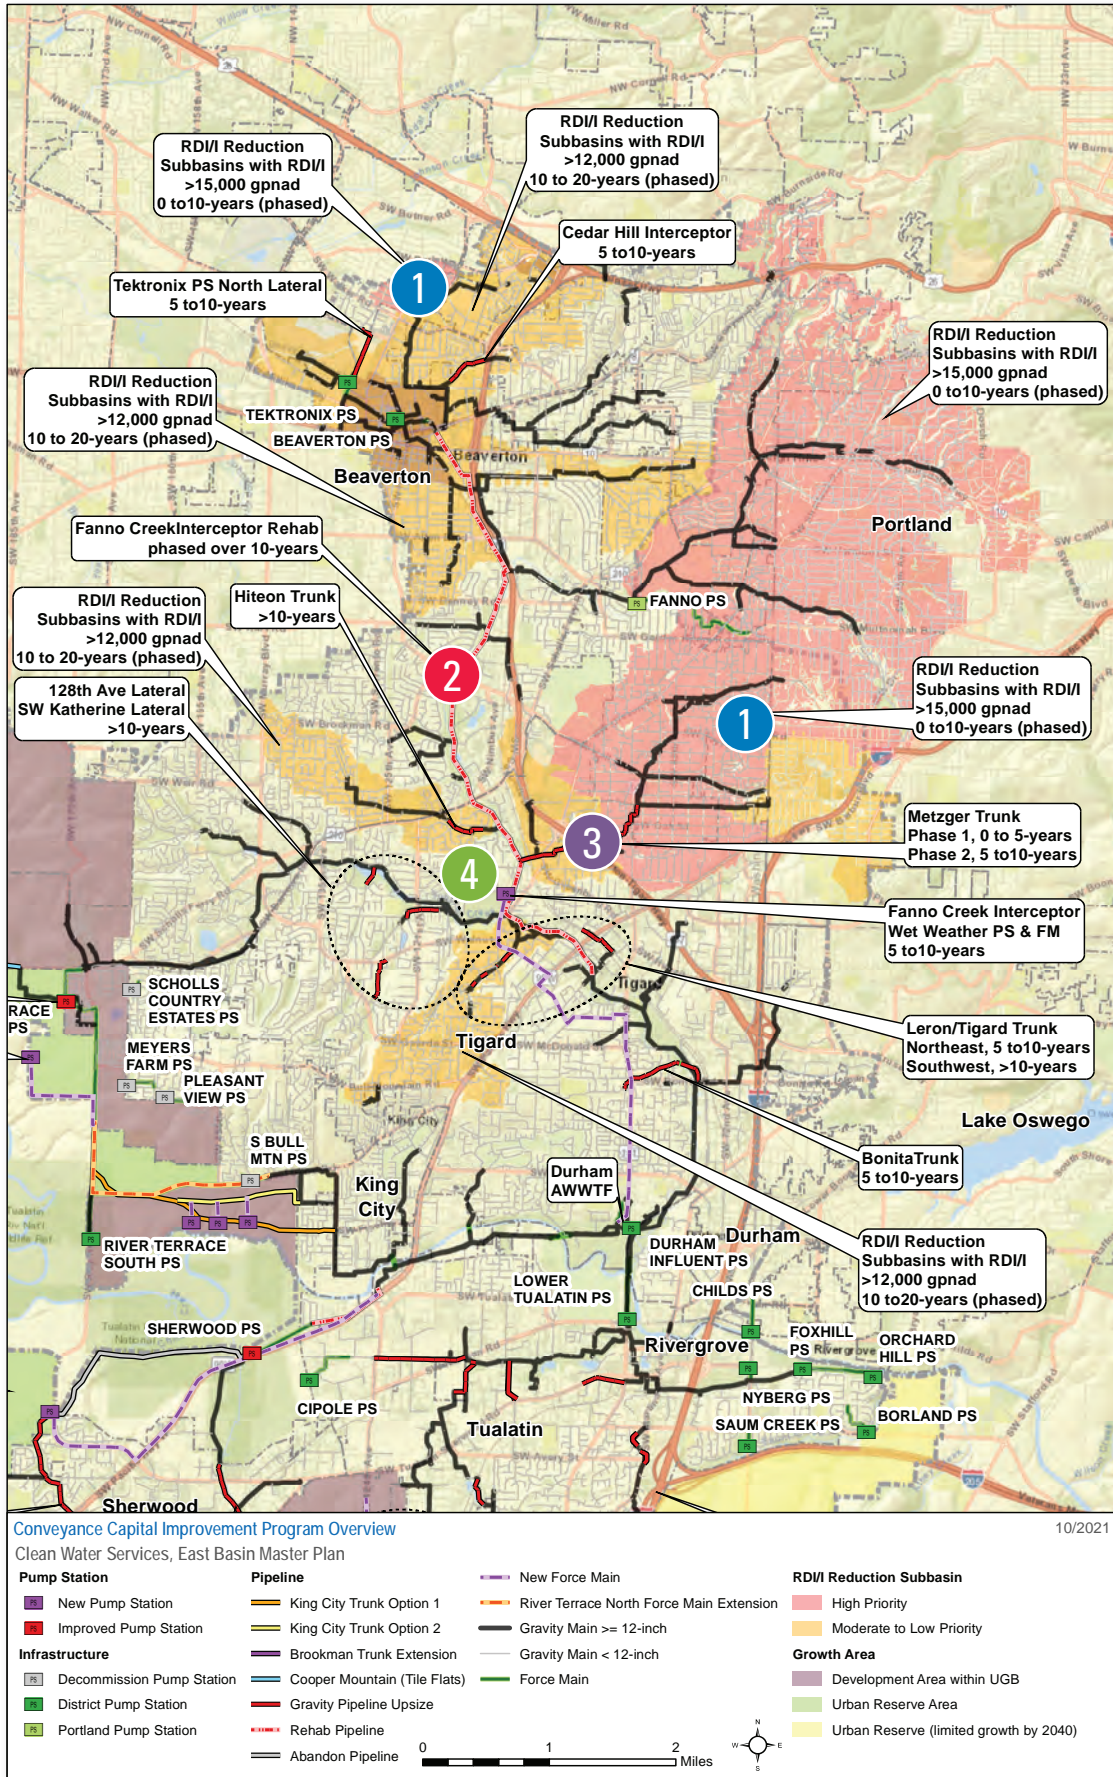 RDI/I Reduction
Subbasins with RDI/I
>15,000 gpnad
0 to10-years (phased)
RDI/I Reduction
Subbasins with RDI/I
>12,000 gpnad
10 to 20-years (phased)
Cedar Hill Interceptor
5 to10-years
1
Tektronix PS North Lateral
5 to10-years
RDI/I Reduction
Subbasins with RDI/I
>15,000 gpnad
0 to10-years (phased)
RDI/I Reduction
Subbasins with RDI/I
>12,000 gpnad
10 to 20-years (phased)
TEKTRONIX PS
BEAVERTON PS
Beaverton
Beaverton
Portland
Fanno CreekInterceptor Rehab
phased over 10-years
Hiteon Trunk
>10-years
FANNO PS
RDI/I Reduction
Subbasins with RDI/I
>12,000 gpnad
10 to 20-years (phased)
2
RDI/I Reduction
Subbasins with RDI/I
>15,000 gpnad
0 to10-years (phased)
1
128th Ave Lateral
SW Katherine Lateral
>10-years
Metzger Trunk
Phase 1, 0 to 5-years
Phase 2, 5 to10-years
3
4
Fanno Creek Interceptor
Wet Weather PS & FM
5 to10-years
SCHOLLS
COUNTRY
ESTATES PS
RACE
PS
Tigard
Leron/Tigard Trunk
Northeast, 5 to10-years
Southwest, >10-years
MEYERS
FARM PS
PLEASANT
VIEW PS
Lake Oswego
King City
S BULL
MTN PS
King
City
BonitaTrunk
5 to10-years
Durham
AWWTF
RIVER TERRACE
SOUTH PS
DURHAM
INFLUENT PS
Durham
RDI/I Reduction
Subbasins with RDI/I
>12,000 gpnad
10 to20-years (phased)
LOWER
TUALATIN PS
CHILDS PS
SHERWOOD PS
Rivergrove
FOXHILL
PS
ORCHARD
HILL PS
CIPOLE PS
NYBERG PS
Tualatin
SAUM CREEK PS
BORLAND PS
Sherwood
Conveyance Capital Improvement Program Overview
10/2021
Clean Water Services, East Basin Master Plan
Pump Station
New Pump Station
Improved Pump Station
Infrastructure
Decommission Pump Station
District Pump Station
Portland Pump Station
Pipeline
King City Trunk Option 1
King City Trunk Option 2
Brookman Trunk Extension
Cooper Mountain (Tile Flats)
Gravity Pipeline Upsize
Rehab Pipeline
Abandon Pipeline
New Force Main
River Terrace North Force Main Extension
Gravity Main >= 12-inch
Gravity Main < 12-inch
Force Main
0 1 2
Miles
N
W E
S
RDI/I Reduction Subbasin
High Priority
Moderate to Low Priority
Growth Area
Development Area within UGB
Urban Reserve Area
Urban Reserve (limited growth by 2040)